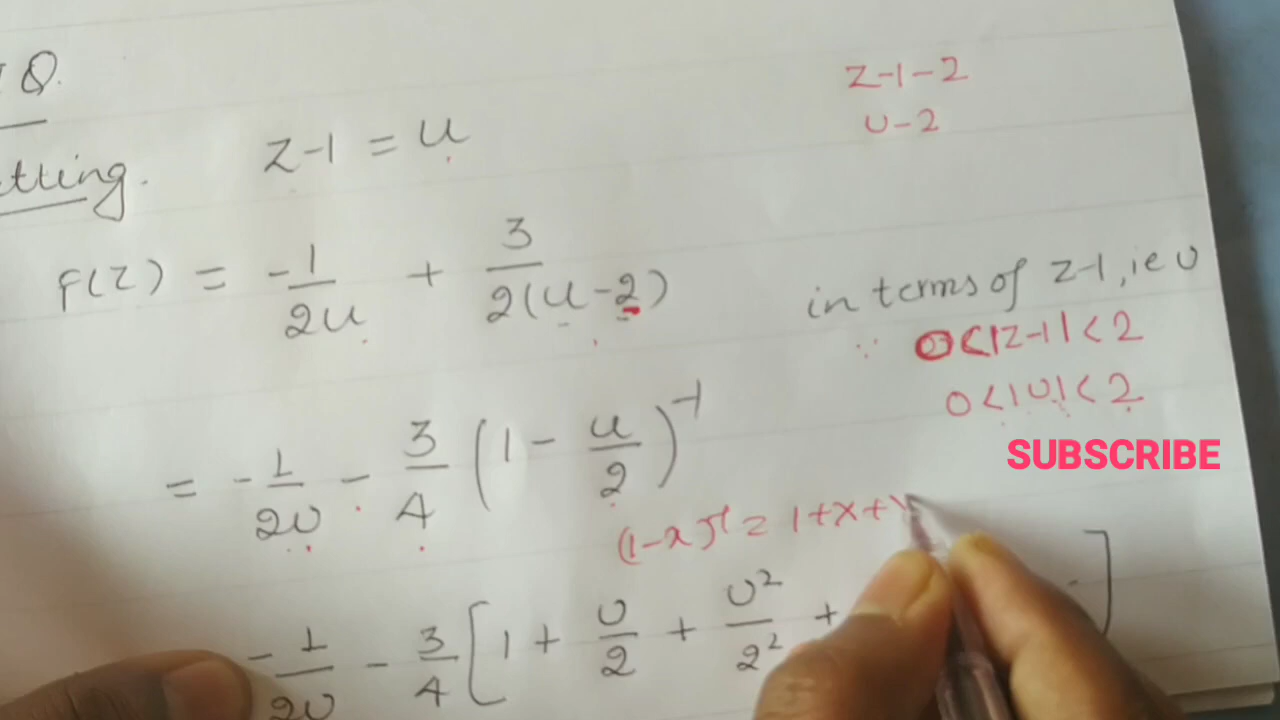 Q.
z-1-2
u-2
z-1 = u
f(z) = -1/2u + 3/2(u-2)
in terms of z-1, ie u
∵ 0<|z-1|<2
0<|u|<2
SUBSCRIBE
= -1/2u - 3/4 (1 - u/2)^-1
(1-x)^-1 = 1+x+
-1/2u - 3/4 [1 + u/2 + u^2/2^2 + ]